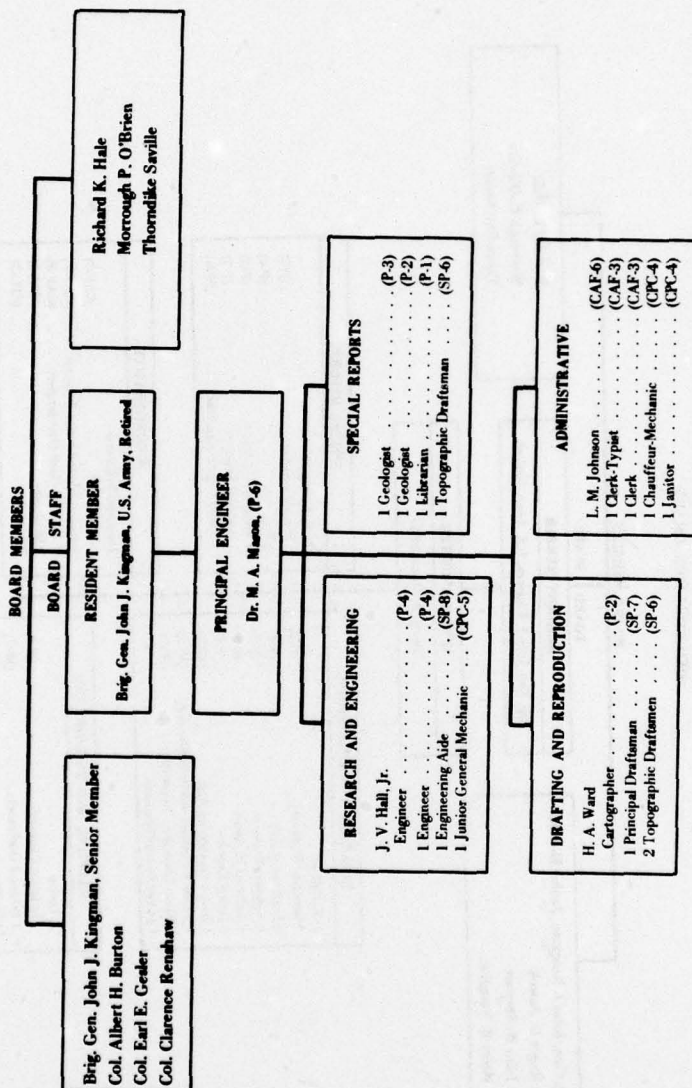 BOARD MEMBERS
Brig. Gen. John J. Kingman, Senior Member
Col. Albert H. Burton
Col. Earl E. Gesler
Col. Clarence Renshaw
BOARD STAFF
RESIDENT MEMBER
Brig. Gen. John J. Kingman, U.S. Army, Retired
Richard K. Hale
Morrough P. O'Brien
Thorndike Saville
PRINCIPAL ENGINEER
Dr. M. A. Mason, (P-6)
RESEARCH AND ENGINEERING
J. V. Hall, Jr.
Engineer . . . . . . . . . . . (P-4)
1 Engineer . . . . . . . . . . (P-4)
1 Engineering Aide . . . . . (SP-8)
1 Junior General Mechanic . . . (CPC-5)
SPECIAL REPORTS
1 Geologist . . . . . . . . . . (P-3)
1 Geologist . . . . . . . . . . (P-2)
1 Librarian . . . . . . . . . . (P-1)
1 Topographic Draftsman . . . . (SP-6)
DRAFTING AND REPRODUCTION
H. A. Ward
Cartographer . . . . . . . . . (P-2)
1 Principal Draftsman . . . . . . (SP-7)
2 Topographic Draftsmen . . . . (SP-6)
ADMINISTRATIVE
L. M. Johnson . . . . . . . . (CAF-6)
1 Clerk-Typist . . . . . . . . . (CAF-3)
1 Clerk . . . . . . . . . . . . (CAF-3)
1 Chauffeur-Mechanic . . . . . (CPC-4)
1 Janitor . . . . . . . . . . . (CPC-4)